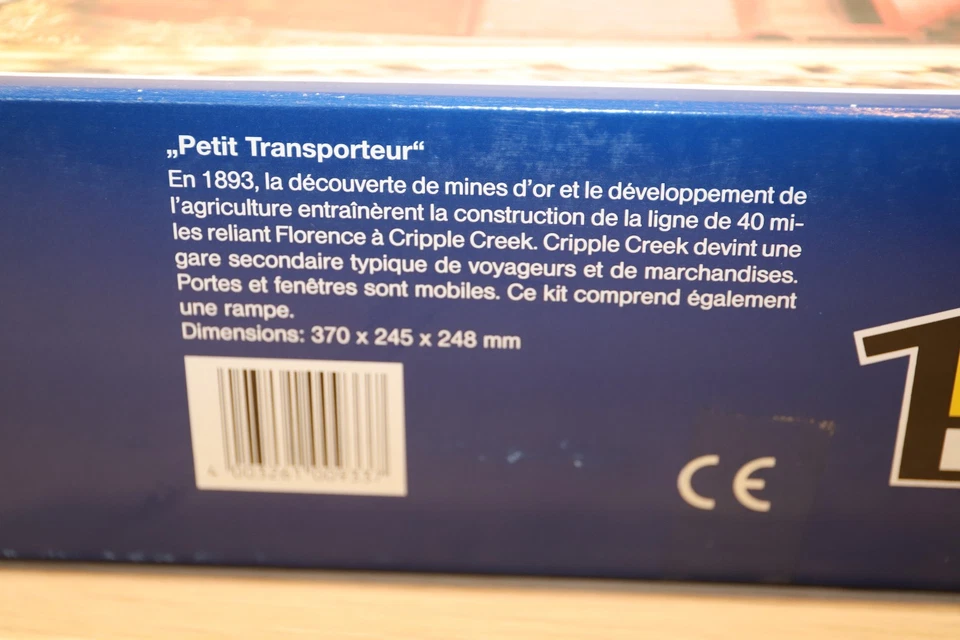 „Petit Transporteur“
En 1893, la découverte de mines d'or et le développement de
l'agriculture entraînèrent la construction de la ligne de 40 mi-
les reliant Florence à Cripple Creek. Cripple Creek devint une
gare secondaire typique de voyageurs et de marchandises.
Portes et fenêtres sont mobiles. Ce kit comprend également
une rampe.
Dimensions: 370 x 245 x 248 mm
CE